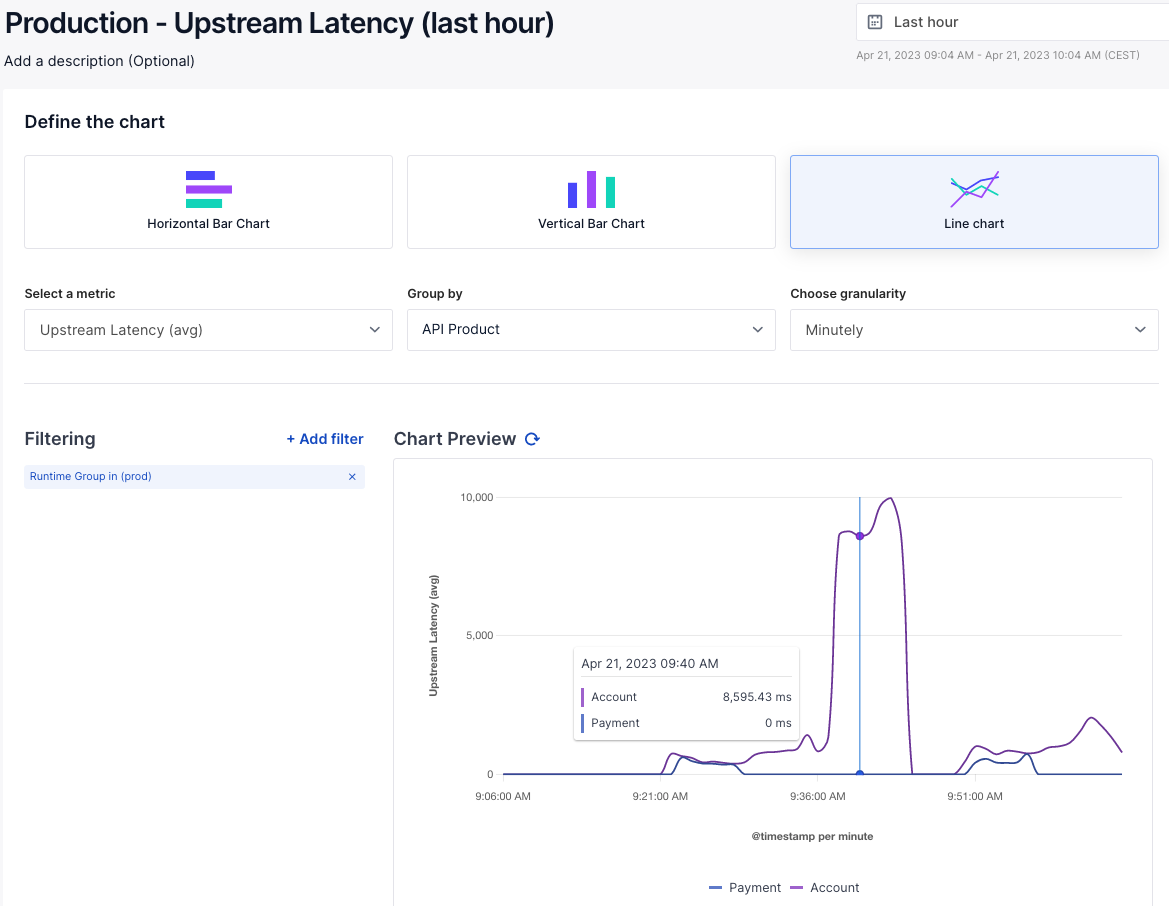 Production - Upstream Latency (last hour)
Last hour
Add a description (Optional)
Apr 21, 2023 09:04 AM - Apr 21, 2023 10:04 AM (CEST)
Define the chart
Horizontal Bar Chart
Vertical Bar Chart
Line chart
Select a metric
Group by
Choose granularity
Upstream Latency (avg)
API Product
Minutely
Filtering
+ Add filter
Chart Preview
Runtime Group in (prod)
10,000
5,000
0
Upstream Latency (avg)
Apr 21, 2023 09:40 AM
Account 8,595.43 ms
Payment 0 ms
9:06:00 AM
9:21:00 AM
9:36:00 AM
9:51:00 AM
@timestamp per minute
Payment
Account